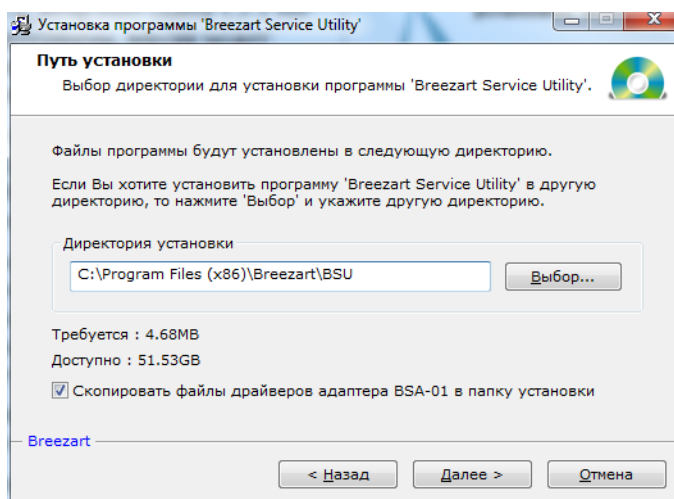 Установка программы 'Breezart Service Utility'
Путь установки
Выбор директории для установки программы 'Breezart Service Utility'.
Файлы программы будут установлены в следующую директорию.
Если Вы хотите установить программу 'Breezart Service Utility' в другую
директорию, то нажмите 'Выбор' и укажите другую директорию.
Директория установки
C:\Program Files (x86)\Breezart\BSU
Выбор...
Требуется : 4.68MB
Доступно : 51.53GB
Скопировать файлы драйверов адаптера BSA-01 в папку установки
Breezart
< Назад
Далее >
Отмена